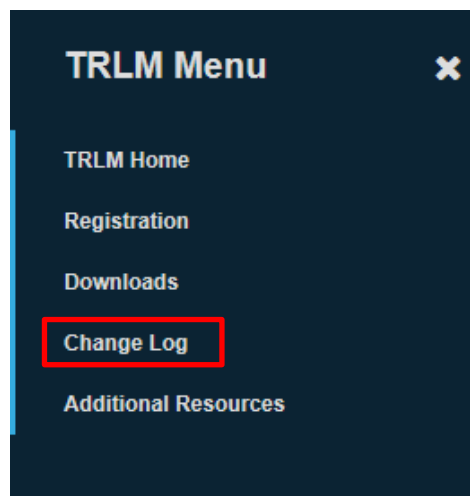 TRLM Menu
TRLM Home
Registration
Downloads
Change Log
Additional Resources